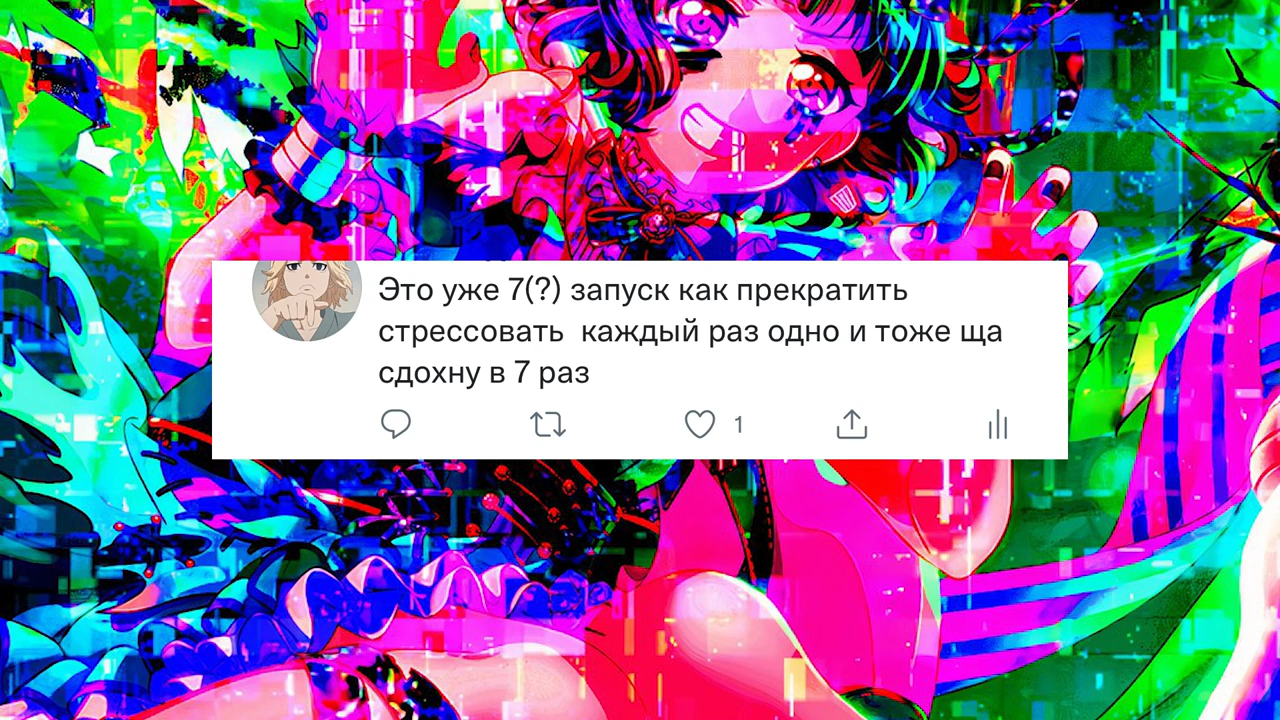 Это уже 7(?) запуск как прекратить
стрессовать  каждый раз одно и тоже ща
сдохну в 7 раз
1